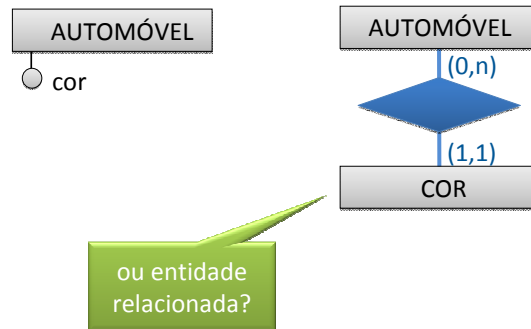 AUTOMÓVEL
cor
AUTOMÓVEL
(0,n)
(1,1)
COR
ou entidade
relacionada?